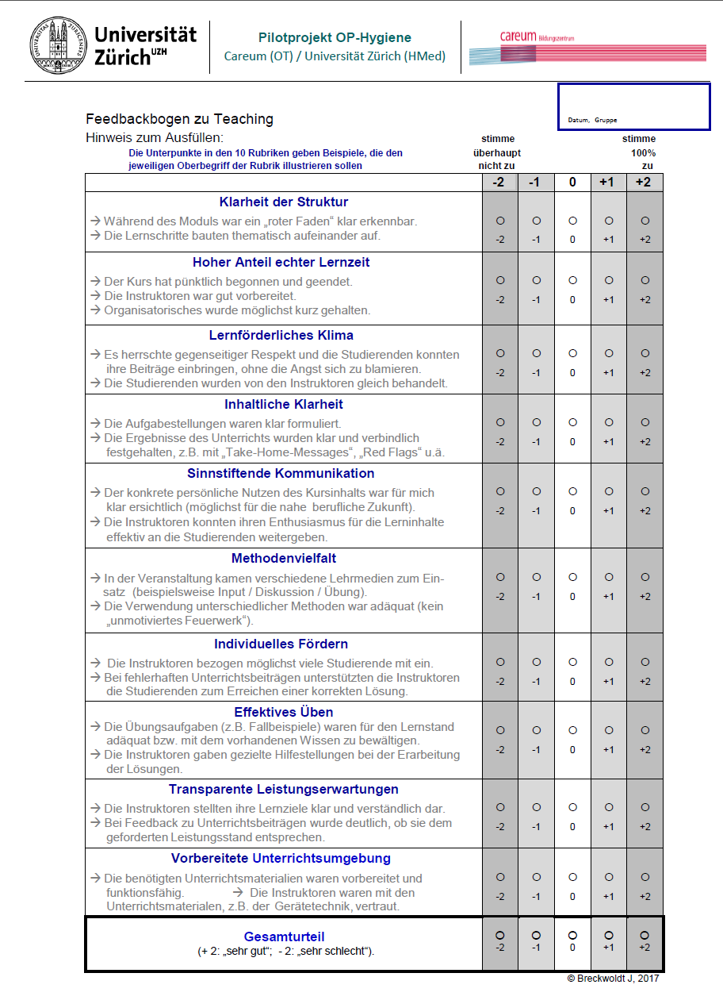 UNIVERSITAS TURICENSIS
MDCCCXXXIII
Universität
Zürich UZH
Pilotprojekt OP-Hygiene
Careum (OT) / Universität Zürich (HMed)
careum Bildungszentrum
Datum, Gruppe
Feedbackbogen zu Teaching
Hinweis zum Ausfüllen:
Die Unterpunkte in den 10 Rubriken geben Beispiele, die den
jeweiligen Oberbegriff der Rubrik illustrieren sollen
stimme
überhaupt
nicht zu
stimme
100%
zu
-2 -1 0 +1 +2
Klarheit der Struktur
→ Während des Moduls war ein „roter Faden“ klar erkennbar.
→ Die Lernschritte bauten thematisch aufeinander auf.
-2 -1 0 +1 +2
Hoher Anteil echter Lernzeit
→ Der Kurs hat pünktlich begonnen und geendet.
→ Die Instruktoren war gut vorbereitet.
→ Organisatorisches wurde möglichst kurz gehalten.
-2 -1 0 +1 +2
Lernförderliches Klima
→ Es herrschte gegenseitiger Respekt und die Studierenden konnten
ihre Beiträge einbringen, ohne die Angst sich zu blamieren.
→ Die Studierenden wurden von den Instruktoren gleich behandelt.
-2 -1 0 +1 +2
Inhaltliche Klarheit
→ Die Aufgabestellungen waren klar formuliert.
→ Die Ergebnisse des Unterrichts wurden klar und verbindlich
festgehalten, z.B. mit „Take-Home-Messages“, „Red Flags“ u.ä.
-2 -1 0 +1 +2
Sinnstiftende Kommunikation
→ Der konkrete persönliche Nutzen des Kursinhalts war für mich
klar ersichtlich (möglichst für die nahe berufliche Zukunft).
→ Die Instruktoren konnten ihren Enthusiasmus für die Lerninhalte
effektiv an die Studierenden weitergeben.
-2 -1 0 +1 +2
Methodenvielfalt
→ In der Veranstaltung kamen verschiedene Lehrmedien zum Ein-
satz (beispielsweise Input / Diskussion / Übung).
→ Die Verwendung unterschiedlicher Methoden war adäquat (kein
„unmotiviertes Feuerwerk“).
-2 -1 0 +1 +2
Individuelles Fördern
→ Die Instruktoren bezogen möglichst viele Studierende mit ein.
→ Bei fehlerhaften Unterrichtsbeiträgen unterstützten die Instruktoren
die Studierenden zum Erreichen einer korrekten Lösung.
-2 -1 0 +1 +2
Effektives Üben
→ Die Übungsaufgaben (z.B. Fallbeispiele) waren für den Lernstand
adäquat bzw. mit dem vorhandenen Wissen zu bewältigen.
→ Die Instruktoren gaben gezielte Hilfestellungen bei der Erarbeitung
der Lösungen.
-2 -1 0 +1 +2
Transparente Leistungserwartungen
→ Die Instruktoren stellten ihre Lernziele klar und verständlich dar.
→ Bei Feedback zu Unterrichtsbeiträgen wurde deutlich, ob sie dem
geforderten Leistungsstand entsprechen.
-2 -1 0 +1 +2
Vorbereitete Unterrichtsumgebung
→ Die benötigten Unterrichtsmaterialien waren vorbereitet und
funktionsfähig. → Die Instruktoren waren mit den
Unterrichtsmaterialen, z.B. der Gerätetechnik, vertraut.
-2 -1 0 +1 +2
Gesamturteil
(+ 2: „sehr gut“; - 2: „sehr schlecht“).
-2 -1 0 +1 +2
© Breckwoldt J, 2017